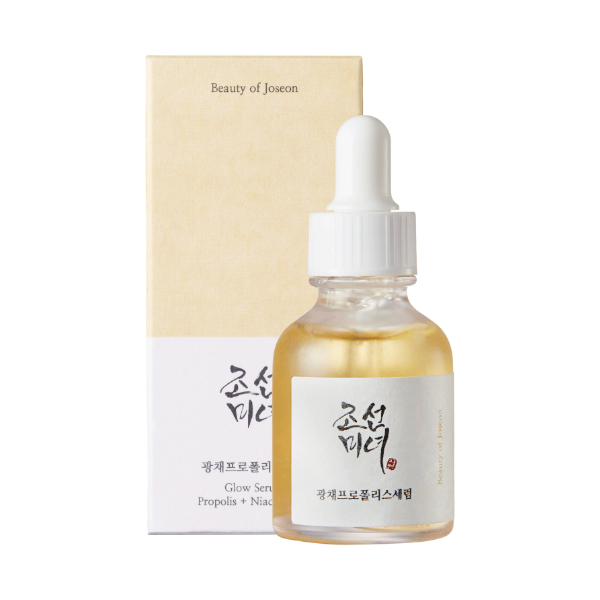 Beauty of Joseon
조선
미녀
광채프로폴리
Glow Seru
Propolis + Niac
조선
미녀
광채프로폴리스세럼
Beauty of Joseon